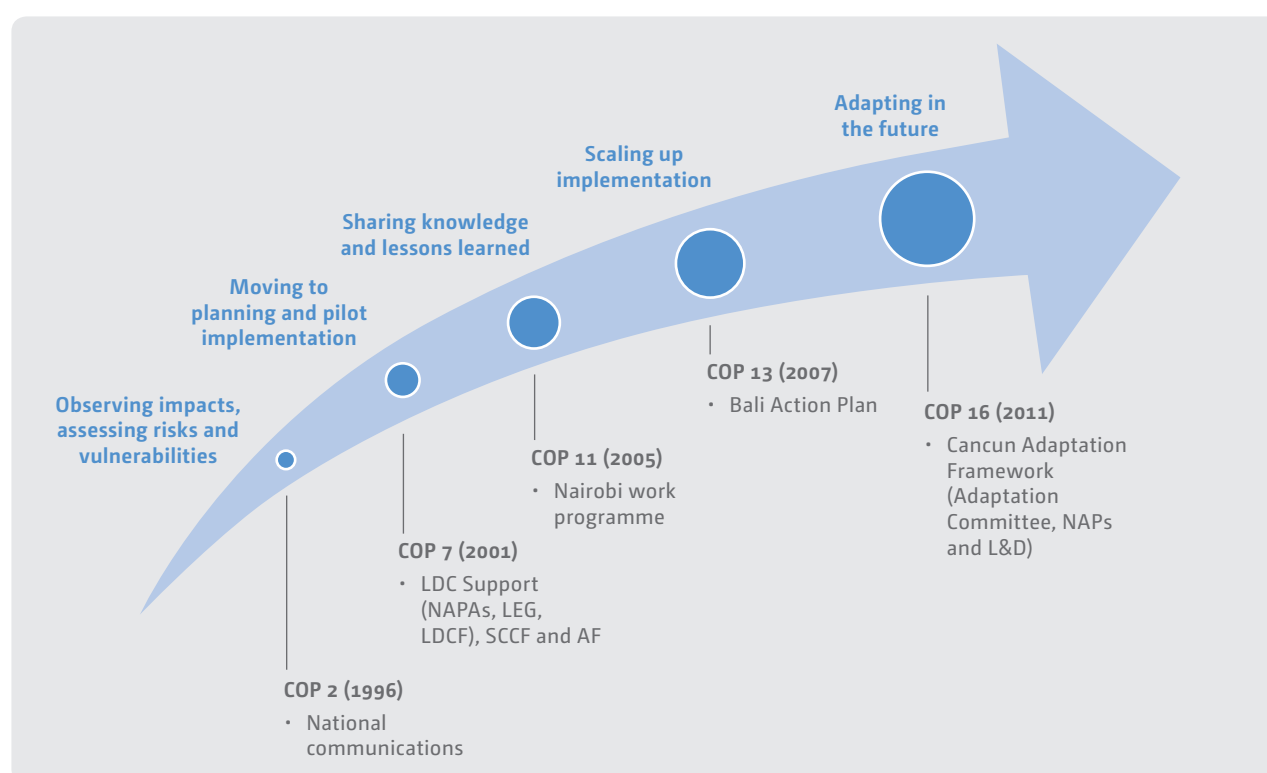 Adapting in
the future
Scaling up
implementation
Sharing knowledge
and lessons learned
Moving to
planning and pilot
implementation
Observing impacts,
assessing risks and
vulnerabilities
COP 2 (1996)
• National
communications
COP 7 (2001)
• LDC Support
(NAPAs, LEG,
LDCF), SCCF and AF
COP 11 (2005)
• Nairobi work
programme
COP 13 (2007)
• Bali Action Plan
COP 16 (2011)
• Cancun Adaptation
Framework
(Adaptation
Committee, NAPs
and L&D)